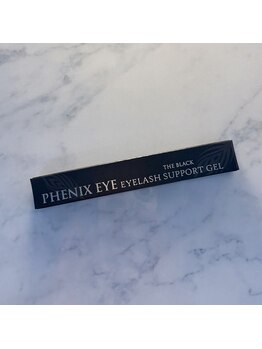 THE BLACK
PHENIX EYE EYELASH SUPPORT GEL